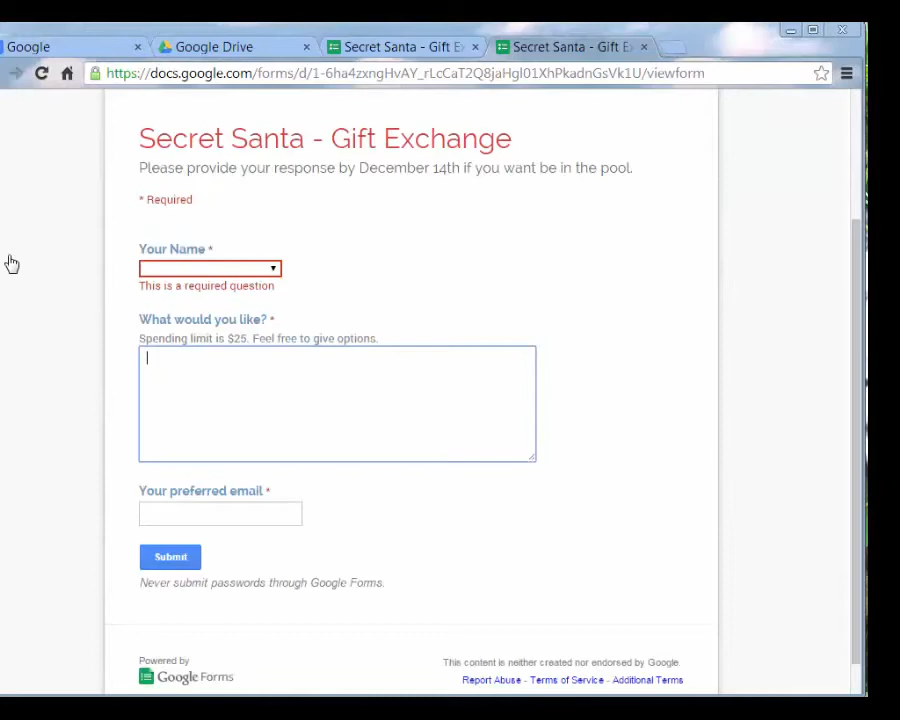 Google
Google Drive
Secret Santa - Gift E
Secret Santa - Gift E
https://docs.google.com/forms/d/1-6ha4zxngHvAY_rLcCaT2Q8jaHgl01XhPkadnGsVk1U/viewform
Secret Santa - Gift Exchange
Please provide your response by December 14th if you want be in the pool.
* Required
Your Name *
This is a required question
What would you like? *
Spending limit is $25. Feel free to give options.
Your preferred email *
Submit
Never submit passwords through Google Forms.
Powered by
Google Forms
This content is neither created nor endorsed by Google.
Report Abuse - Terms of Service - Additional Terms